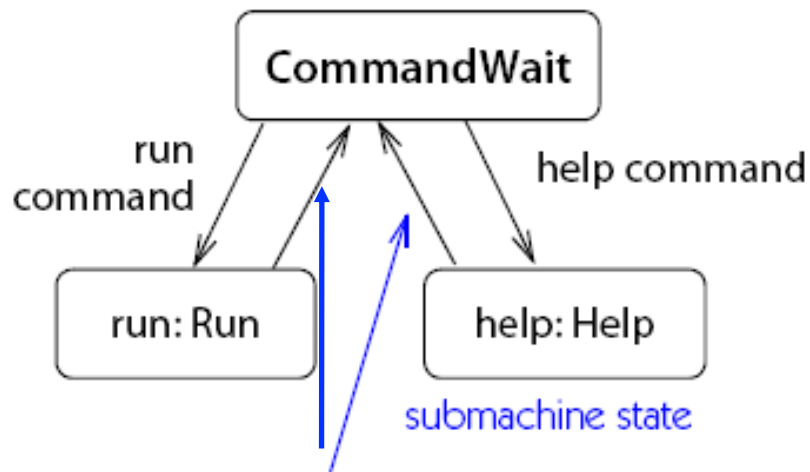 CommandWait
run
command
help command
run: Run
help: Help
submachine state